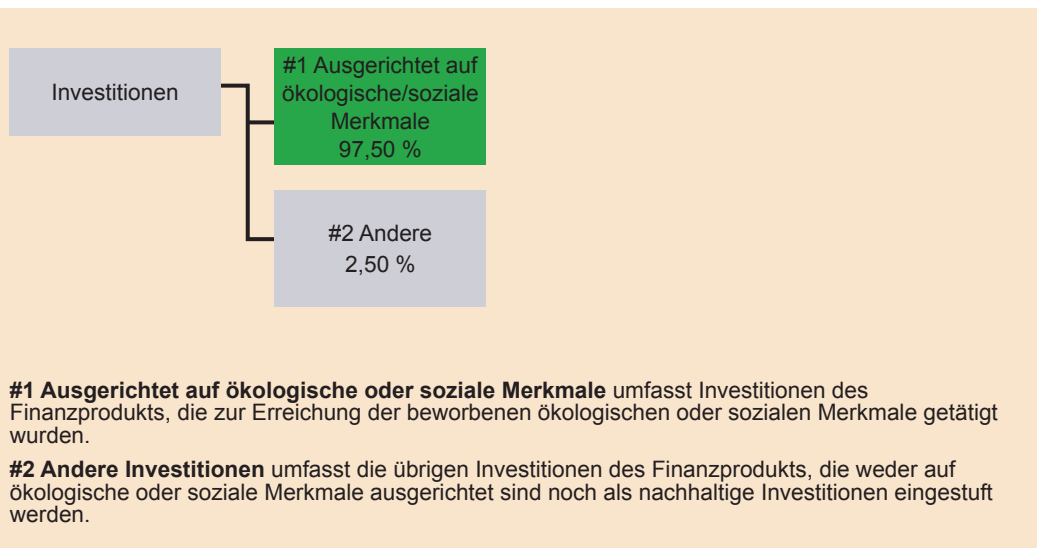 Investitionen
#1 Ausgerichtet auf
ökologische/soziale
Merkmale
97,50 %
#2 Andere
2,50 %
#1 Ausgerichtet auf ökologische oder soziale Merkmale umfasst Investitionen des
Finanzprodukts, die zur Erreichung der beworbenen ökologischen oder sozialen Merkmale getätigt
wurden.
#2 Andere Investitionen umfasst die übrigen Investitionen des Finanzprodukts, die weder auf
ökologische oder soziale Merkmale ausgerichtet sind noch als nachhaltige Investitionen eingestuft
werden.